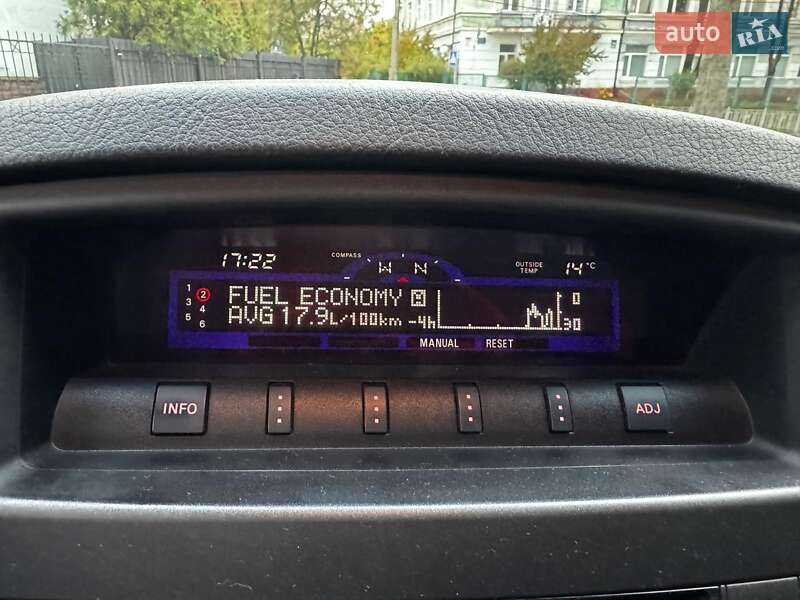 auto RIA
17:22
COMPASS
W N
OUTSIDE TEMP
14°C
1 2
3 4
5 6
FUEL ECONOMY
AVG 17.9L/100km -4h
0
30
MANUAL RESET
INFO
ADJ